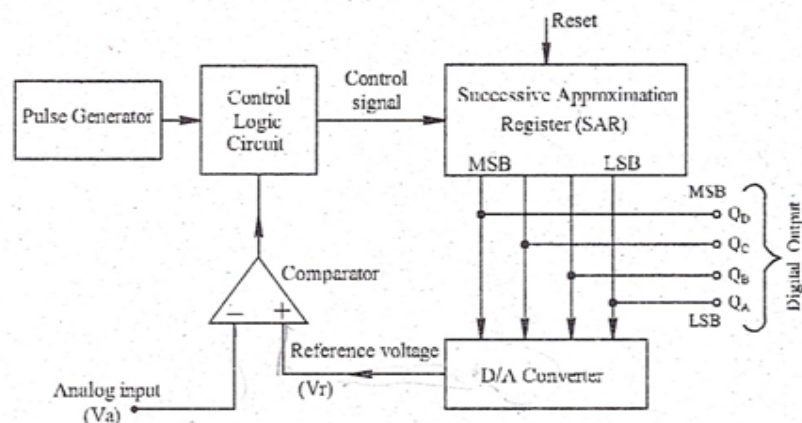 Reset
Pulse Generator
Control
Logic
Circuit
Control
signal
Successive Approximation
Register (SAR)
MSB
LSB
MSB
QD
QC
QB
QA
LSB
Digital Output
Comparator
−
+
Reference voltage
(Vr)
D/A Converter
Analog input
(Va)